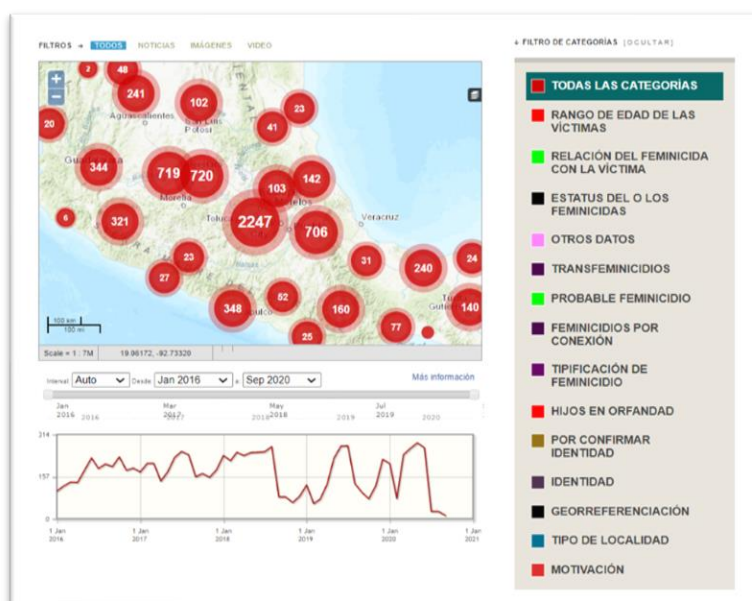 FILTROS → TODOS NOTICIAS IMÁGENES VIDEO
+
−
2
48
241
102
23
20
Aguascalientes
San Luis
Potosí
41
344
719
720
103
142
Morelia
6
321
Toluca
2247
706
Veracruz
23
31
240
24
27
348
52
160
140
25
77
100 km
100 mi
Scale = 1 : 7M
19.96172, -92.73320
Interval: Auto Desde Jan 2016 a Sep 2020
Más información
Jan
2016
Mar
2017
May
2018
Jul
2019
2016 2018 2019 2020
314
157
0
1 Jan
2016
1 Jan
2017
1 Jan
2018
1 Jan
2019
1 Jan
2020
1 Jan
2021
FILTRO DE CATEGORÍAS [OCULTAR]
TODAS LAS CATEGORÍAS
RANGO DE EDAD DE LAS
VÍCTIMAS
RELACIÓN DEL FEMINICIDA
CON LA VÍCTIMA
ESTATUS DEL O LOS
FEMINICIDAS
OTROS DATOS
TRANSFEMINICIDIOS
PROBABLE FEMINICIDIO
FEMINICIDIOS POR
CONEXIÓN
TIPIFICACIÓN DE
FEMINICIDIO
HIJOS EN ORFANDAD
POR CONFIRMAR
IDENTIDAD
IDENTIDAD
GEORREFERENCIACIÓN
TIPO DE LOCALIDAD
MOTIVACIÓN